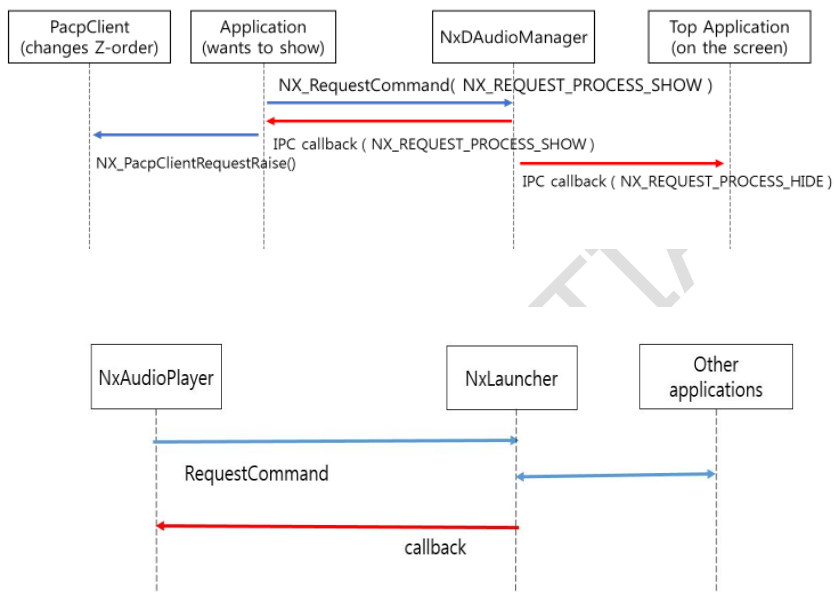 PacpClient
(changes Z-order)
Application
(wants to show)
NxDAudioManager
Top Application
(on the screen)
NX_RequestCommand( NX_REQUEST_PROCESS_SHOW )
IPC callback ( NX_REQUEST_PROCESS_SHOW )
NX_PacpClientRequestRaise()
IPC callback ( NX_REQUEST_PROCESS_HIDE )
NxAudioPlayer
NxLauncher
Other
applications
RequestCommand
callback